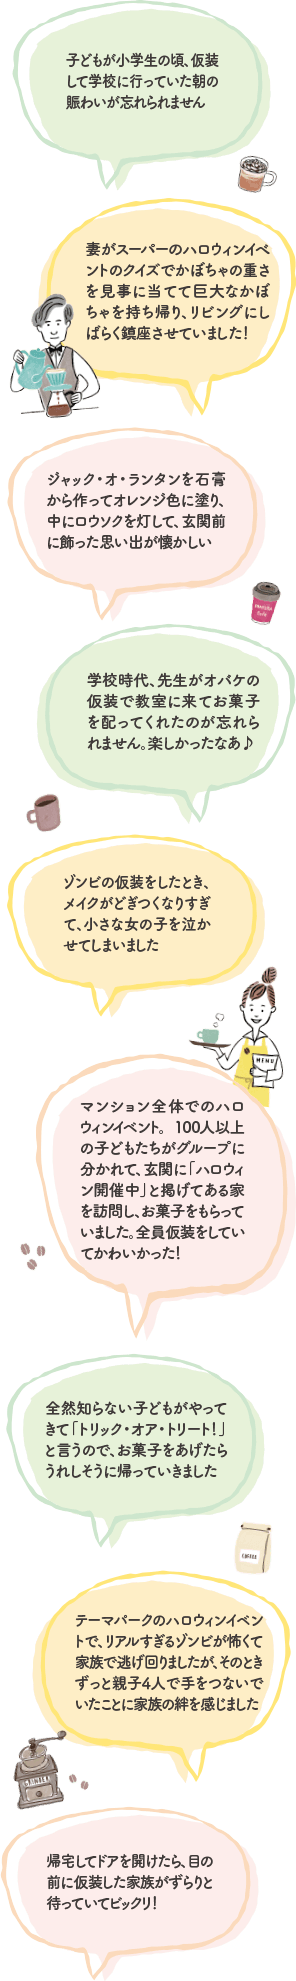 子どもが小学生の頃、仮装
して学校に行っていた朝の
賑わいが忘れられません
妻がスーパーのハロウィンイベ
ントのクイズでかぼちゃの重さ
を見事に当てて巨大なかぼ
ちゃを持ち帰り、リビングにし
ばらく鎮座させていました！
ジャック・オ・ランタンを石膏
から作ってオレンジ色に塗り、
中にロウソクを灯して、玄関前
に飾った思い出が懐かしい
学校時代、先生がオバケの
仮装で教室に来てお菓子
を配ってくれたのが忘れら
れません。楽しかったなあ♪
ゾンビの仮装をしたとき、
メイクがどぎつくなりすぎ
て、小さな女の子を泣か
せてしまいました
MENU
マンション全体でのハロ
ウィンイベント。 100人以上
の子どもたちがグループに
分かれて、玄関に「ハロウィ
ン開催中」と掲げてある家
を訪問し、お菓子をもらって
いました。全員仮装をしてい
てかわいかった！
全然知らない子どもがやって
きて「トリック・オア・トリート！」
と言うので、お菓子をあげたら
うれしそうに帰っていきました
COFFEE
テーマパークのハロウィンイベン
トで、リアルすぎるゾンビが怖くて
家族で逃げ回りましたが、そのとき
ずっと親子4人で手をつないで
いたことに家族の絆を感じました
帰宅してドアを開けたら、目の
前に仮装した家族がずらりと
待っていてビックリ！